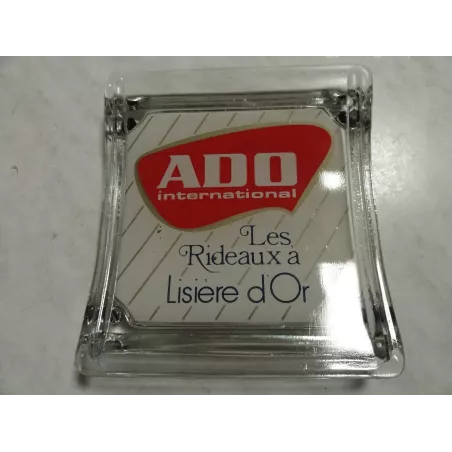 ADO
international
Les
Rideaux a
Lisière d'Or